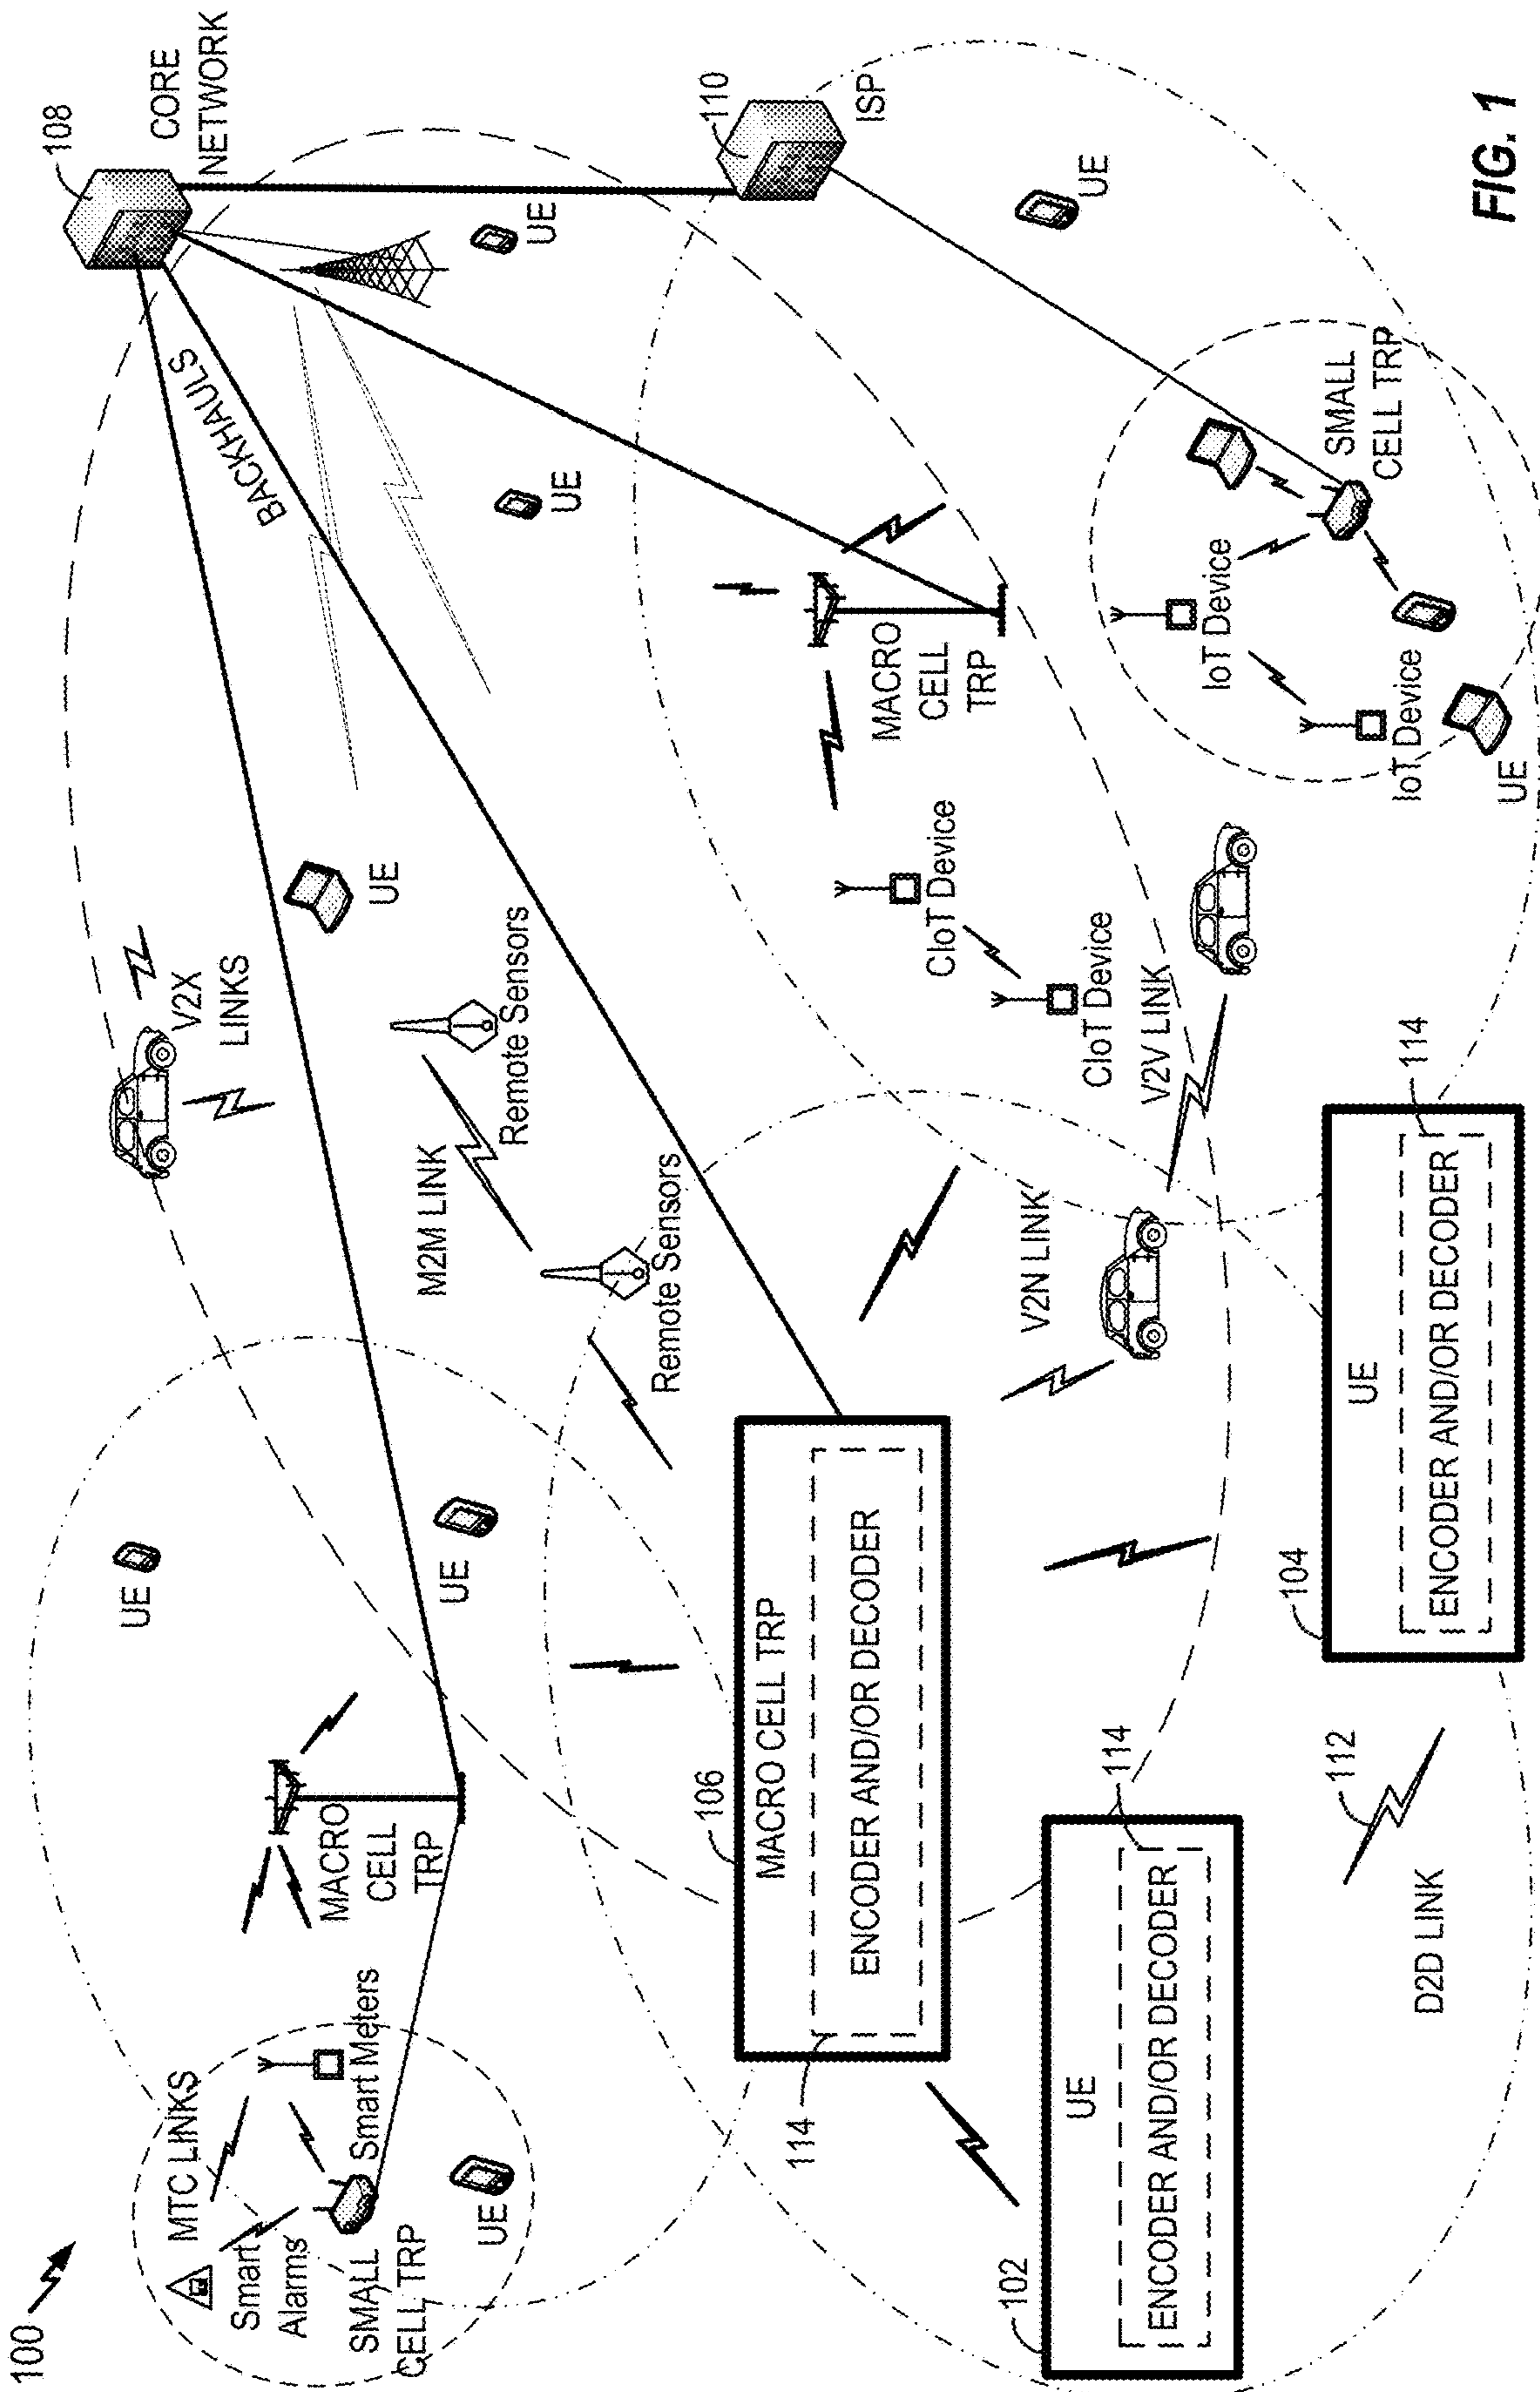 100
MTC LINKS
Smart
Alarms
SMALL
CELL TRP
Smart Meters
UE
MACRO
CELL
TRP
UE
UE
V2X
LINKS
UE
M2M LINK
Remote Sensors
Remote Sensors
BACKHAULS
108
CORE
NETWORK
UE
UE
110
ISP
UE
MACRO
CELL
TRP
CIoT Device
CIoT Device
V2V LINK
V2N LINK
106
MACRO CELL TRP
ENCODER AND/OR DECODER
114
102
UE
ENCODER AND/OR DECODER
114
104
UE
ENCODER AND/OR DECODER
114
112
D2D LINK
SMALL
CELL TRP
IoT Device
IoT Device
UE
FIG. 1